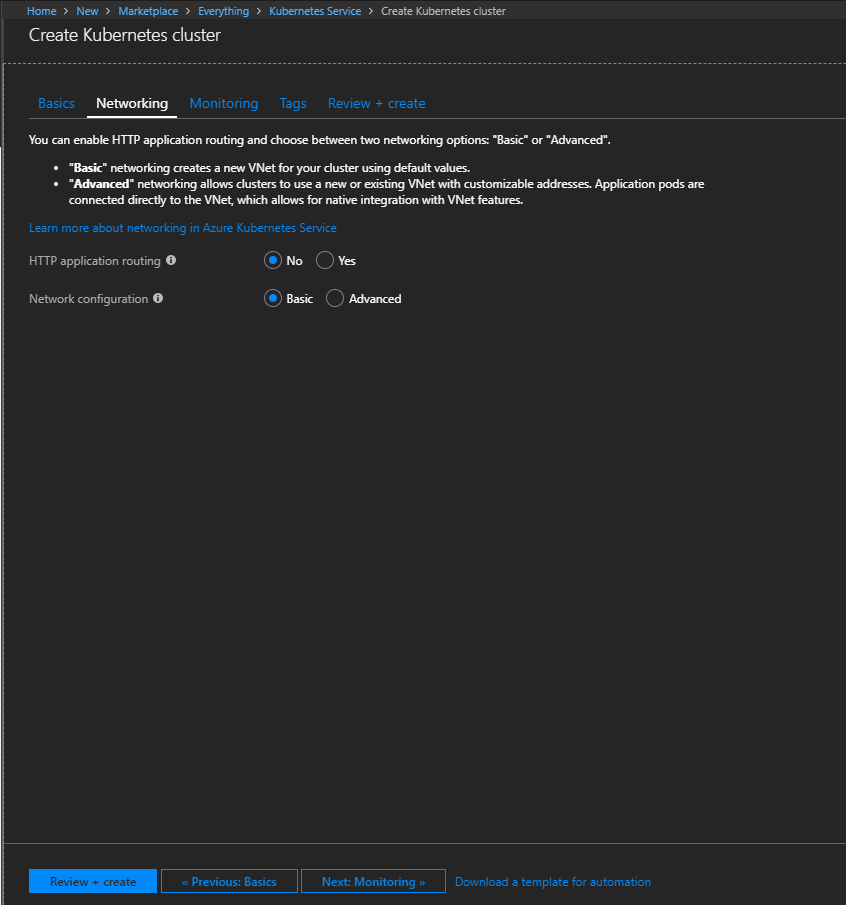 Home > New > Marketplace > Everything > Kubernetes Service > Create Kubernetes cluster
Create Kubernetes cluster
Basics Networking Monitoring Tags Review + create
You can enable HTTP application routing and choose between two networking options: "Basic" or "Advanced".
• "Basic" networking creates a new VNet for your cluster using default values.
• "Advanced" networking allows clusters to use a new or existing VNet with customizable addresses. Application pods are
connected directly to the VNet, which allows for native integration with VNet features.
Learn more about networking in Azure Kubernetes Service
HTTP application routing No Yes
Network configuration Basic Advanced
Review + create « Previous: Basics Next: Monitoring » Download a template for automation